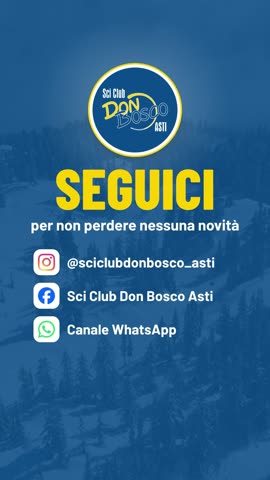 Sci Club
DON
BOSCO
ASTI
SEGUICI
per non perdere nessuna novità
@sciclubdonbosco_asti
Sci Club Don Bosco Asti
Canale WhatsApp